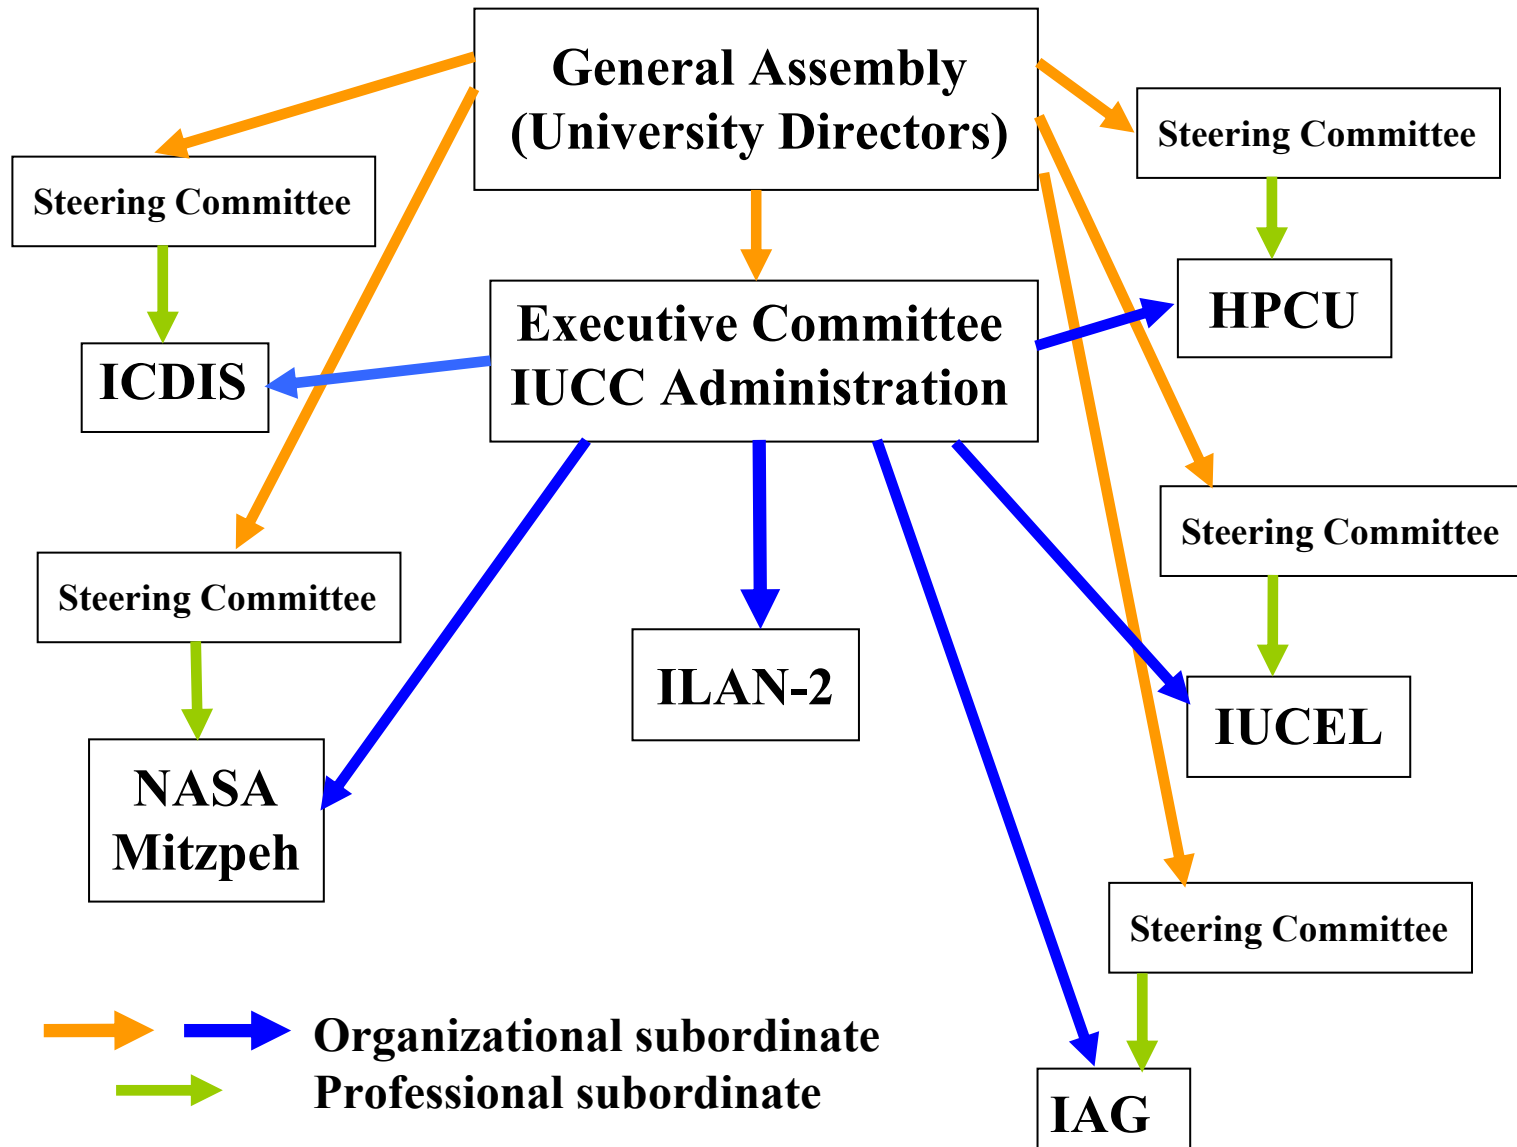 General Assembly
(University Directors)
Steering Committee
Steering Committee
HPCU
Executive Committee
IUCC Administration
ICDIS
Steering Committee
Steering Committee
ILAN-2
IUCEL
NASA
Mitzpeh
Steering Committee
Organizational subordinate
Professional subordinate
IAG